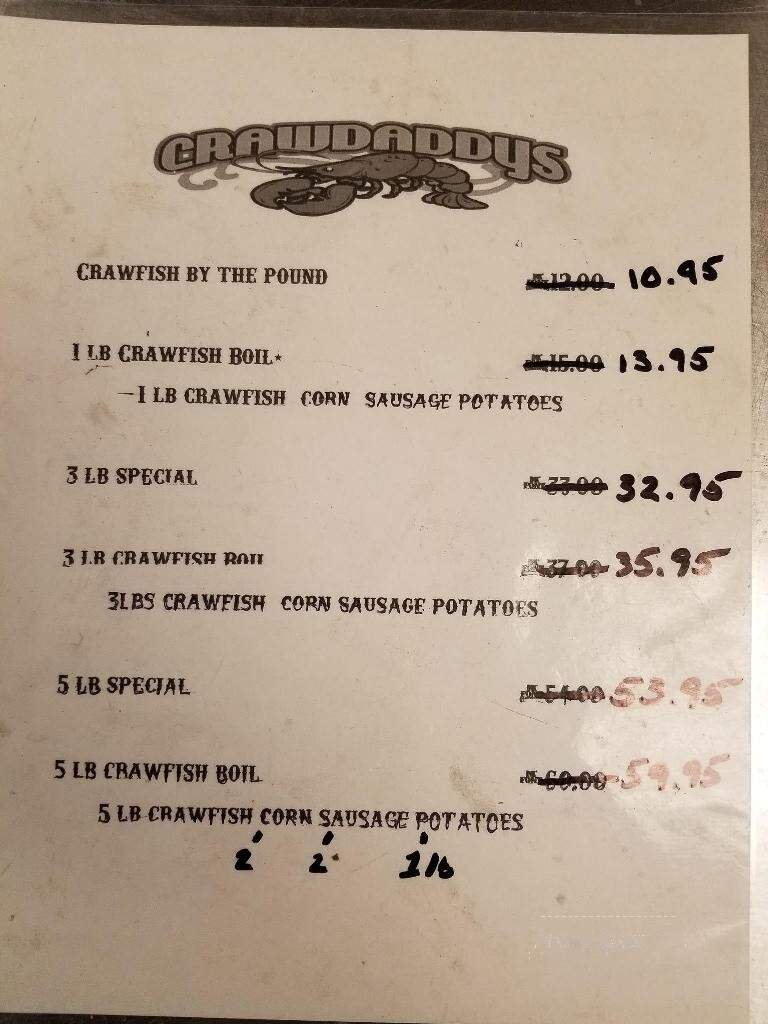 CRAWDADDYS
CRAWFISH BY THE POUND 12.00 10.95
1 LB CRAWFISH BOIL* 15.00 13.95
-1 LB CRAWFISH CORN SAUSAGE POTATOES
3 LB SPECIAL 33.00 32.95
3 LB CRAWFISH BOIL 37.00 35.95
3LBS CRAWFISH CORN SAUSAGE POTATOES
5 LB SPECIAL 54.00 53.95
5 LB CRAWFISH BOIL 60.00 59.95
5 LB CRAWFISH CORN SAUSAGE POTATOES
2 2 1 lb